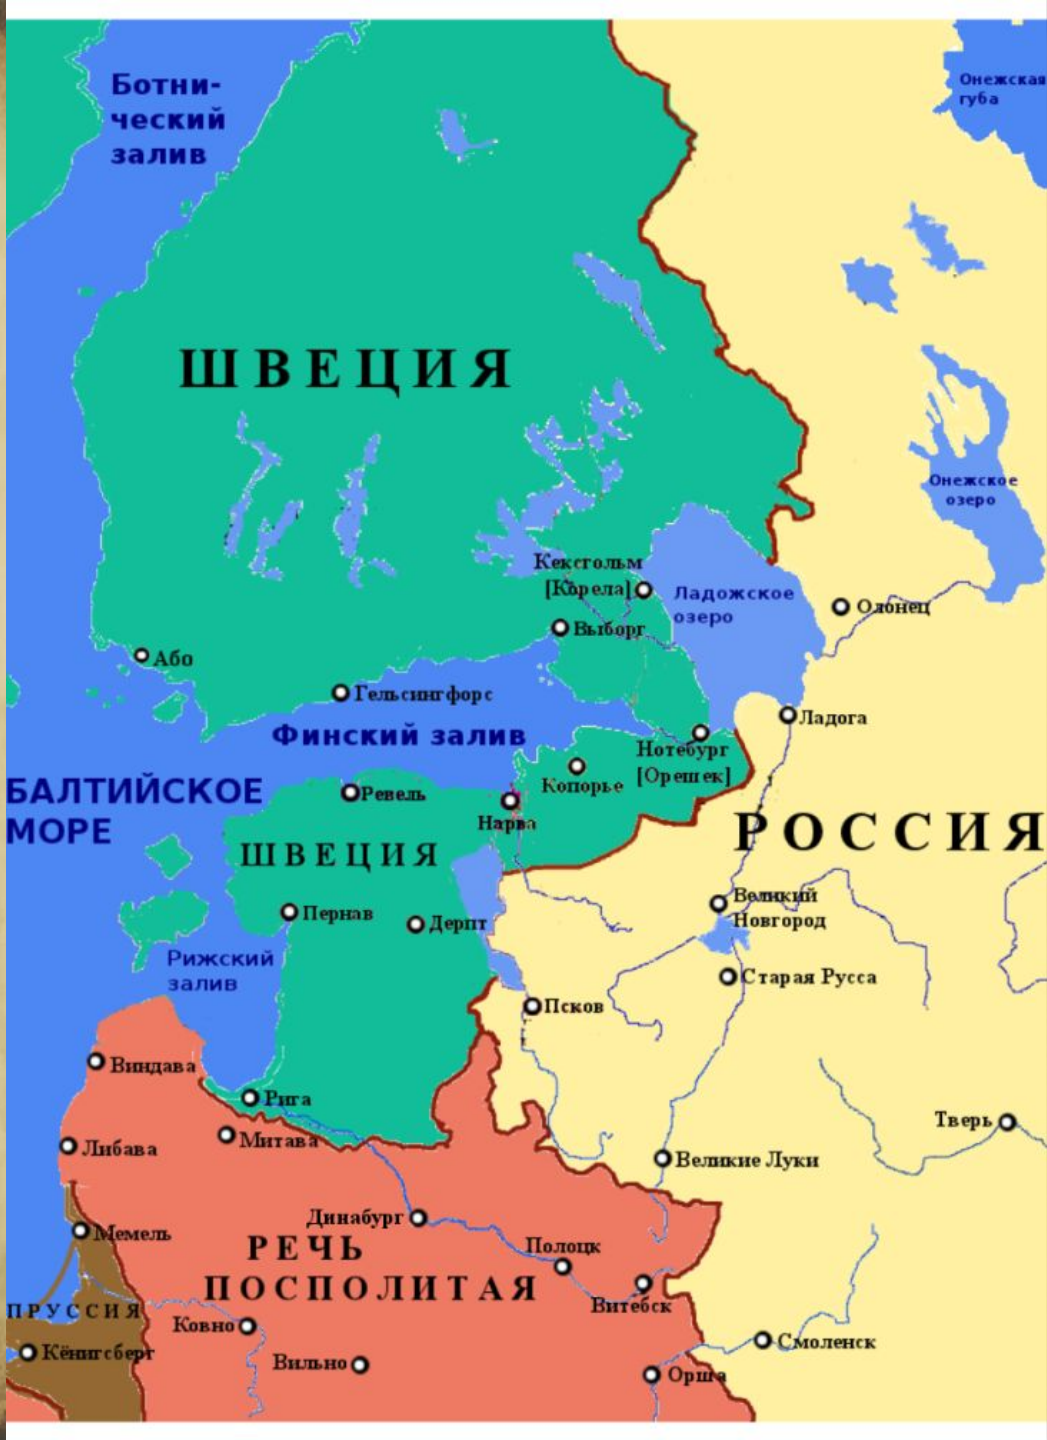 Ботни-
ческий
залив
Онежская
губа
ШВЕЦИЯ
Онежское
озеро
Кексгольм
[Корела]
Ладожское
озеро
Олонец
Выборг
Або
Гельсингфорс
Ладога
Финский залив
Нотебург
[Орешек]
Копорье
БАЛТИЙСКОЕ
МОРЕ
Ревель
Нарва
РОССИЯ
ШВЕЦИЯ
Великий
Новгород
Пернав
Дерпт
Рижский
залив
Старая Русса
Псков
Виндава
Рига
Тверь
Митава
Либава
Великие Луки
Динабург
Мемель
РЕЧЬ
ПОСПОЛИТАЯ
Полоцк
Витебск
ПРУССИЯ
Ковно
Смоленск
Кёнигсберг
Вильно
Орша